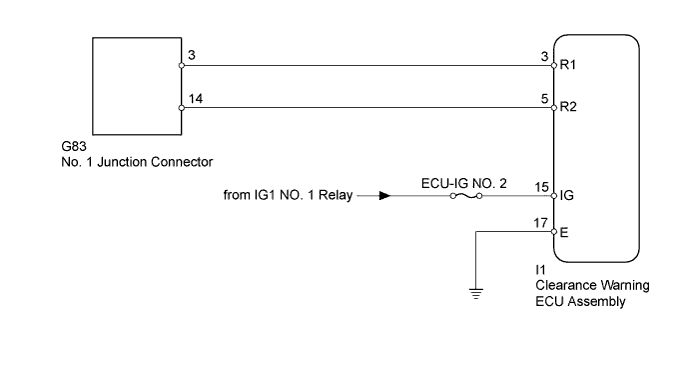 3
3
R1
14
5
R2
G83
No. 1 Junction Connector
ECU-IG NO. 2
from IG1 NO. 1 Relay
15
IG
17
E
I1
Clearance Warning
ECU Assembly